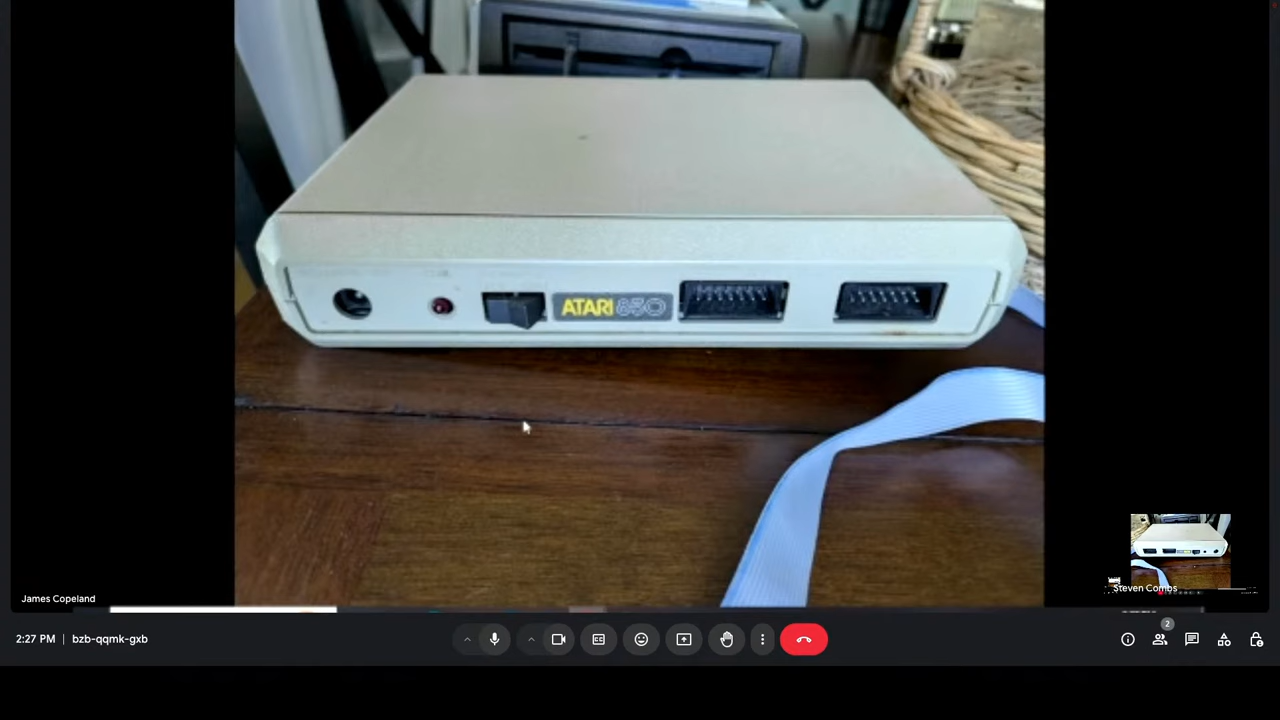 ATARI 850
James Copeland
Steven Combs
2:27 PM | bzb-qqmk-gxb
2